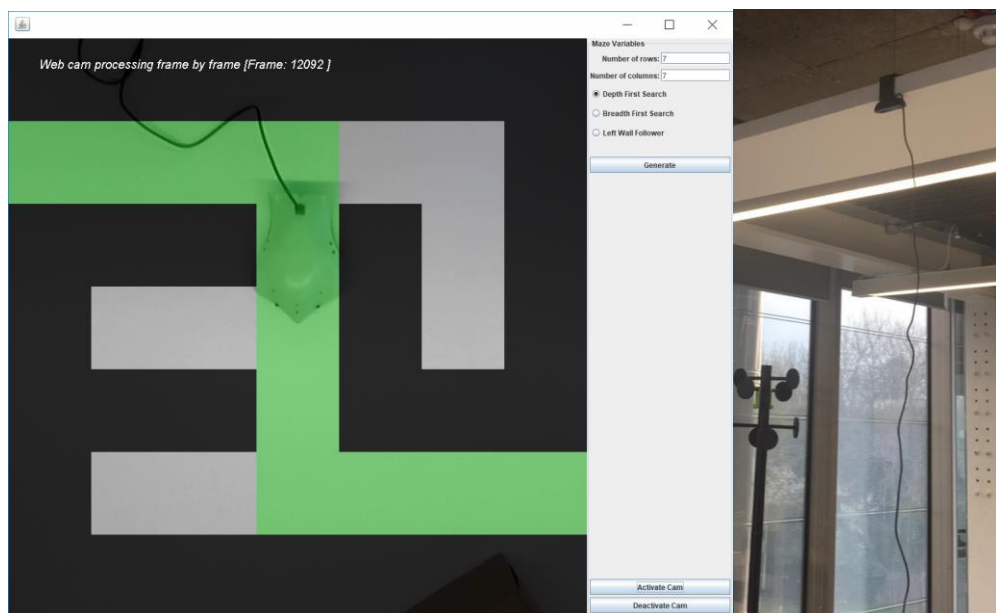 Web cam processing frame by frame [Frame: 12092 ]
Maze Variables
Number of rows: 7
Number of columns: 7
Depth First Search
Breadth First Search
Left Wall Follower
Generate
Activate Cam
Deactivate Cam